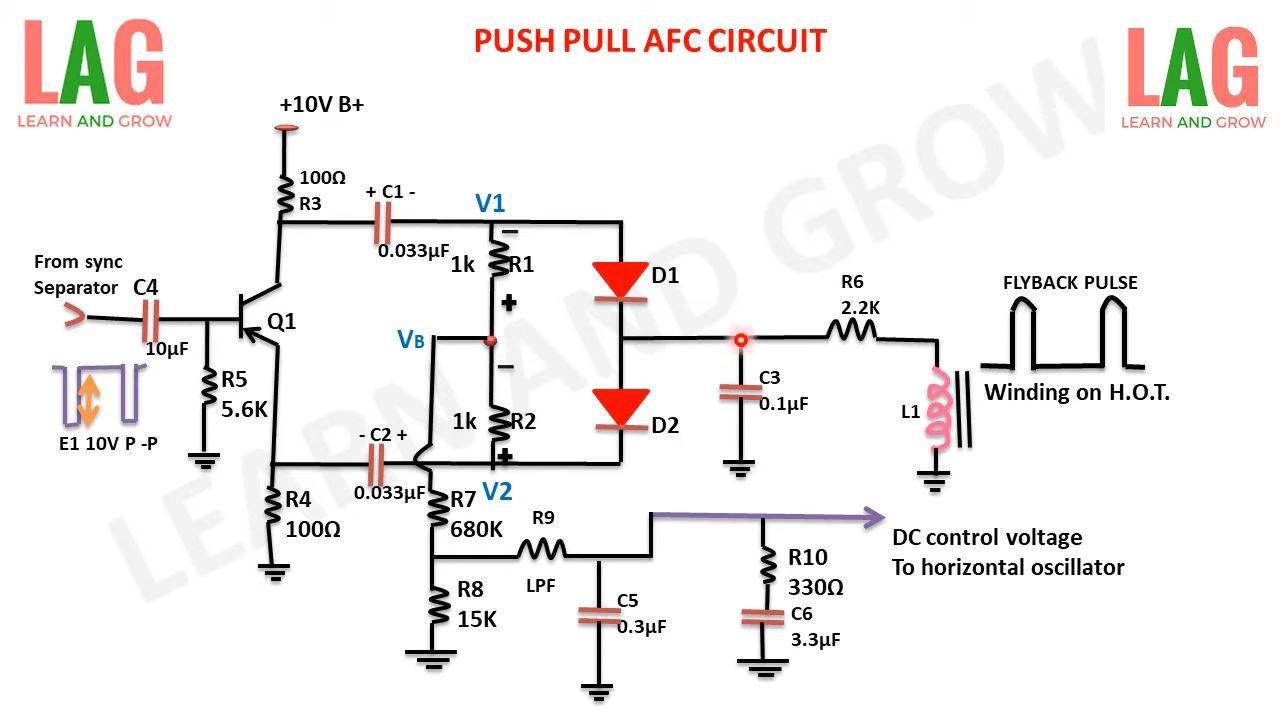 LAG
LEARN AND GROW
PUSH PULL AFC CIRCUIT
LAG
LEARN AND GROW
+10V B+
100Ω
R3
+ C1 -
0.033µF
V1
1k
R1
D1
From sync
Separator
C4
10µF
Q1
VB
R6
2.2K
FLYBACK PULSE
Winding on H.O.T.
L1
C3
0.1µF
R5
5.6K
E1 10V P -P
- C2 +
0.033µF
1k
R2
D2
V2
R4
100Ω
R7
680K
R9
LPF
R8
15K
C5
0.3µF
DC control voltage
To horizontal oscillator
R10
330Ω
C6
3.3µF
LEARN AND GROW